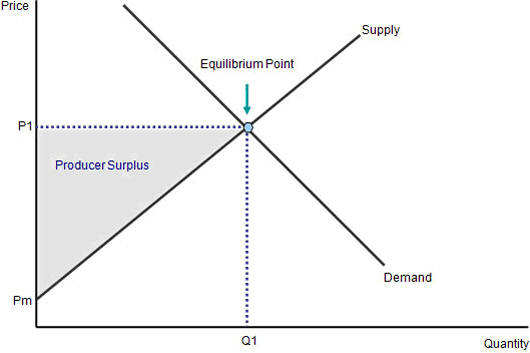 Price
Supply
Equilibrium Point
P1
Producer Surplus
Demand
Pm
Q1
Quantity